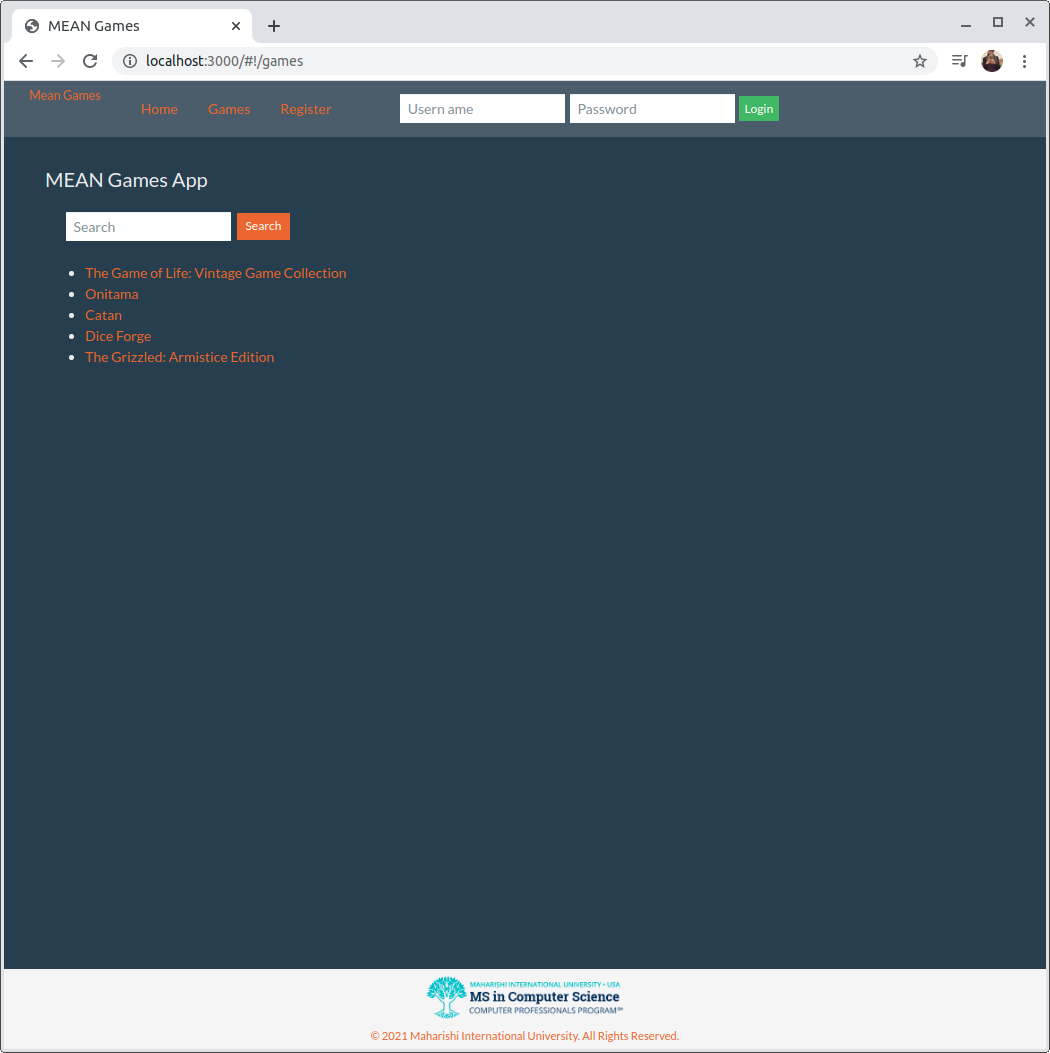 MEAN Games
localhost:3000/#!/games
Mean Games
Home Games Register Usern ame Password Login
MEAN Games App
Search Search
The Game of Life: Vintage Game Collection
Onitama
Catan
Dice Forge
The Grizzled: Armistice Edition
MAHARISHI INTERNATIONAL UNIVERSITY • USA
MS in Computer Science
COMPUTER PROFESSIONALS PROGRAM℠
© 2021 Maharishi International University. All Rights Reserved.